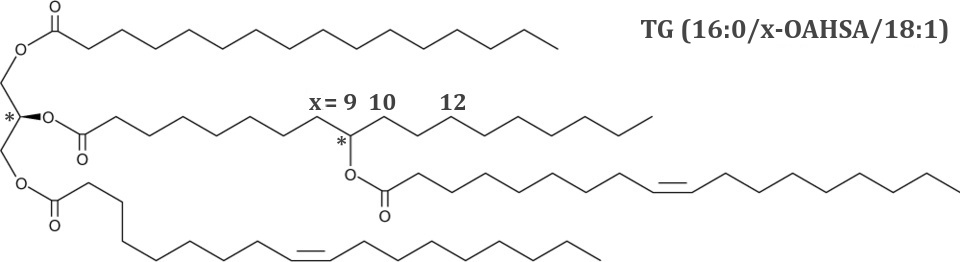 TG (16:0/x-OAHSA/18:1)
O
O
x= 9 10 12
* O
*
O
O
O
O
O